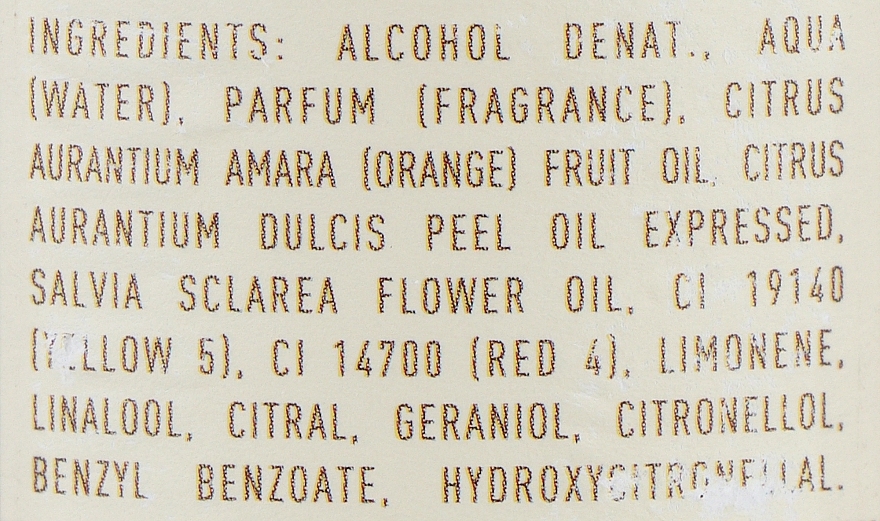 INGREDIENTS: ALCOHOL DENAT., AQUA
(WATER), PARFUM (FRAGRANCE), CITRUS
AURANTIUM AMARA (ORANGE) FRUIT OIL, CITRUS
AURANTIUM DULCIS PEEL OIL EXPRESSED,
SALVIA SCLAREA FLOWER OIL, CI 19140
(YELLOW 5), CI 14700 (RED 4), LIMONENE,
LINALOOL, CITRAL, GERANIOL, CITRONELLOL,
BENZYL BENZOATE, HYDROXYCITRONELLAL.